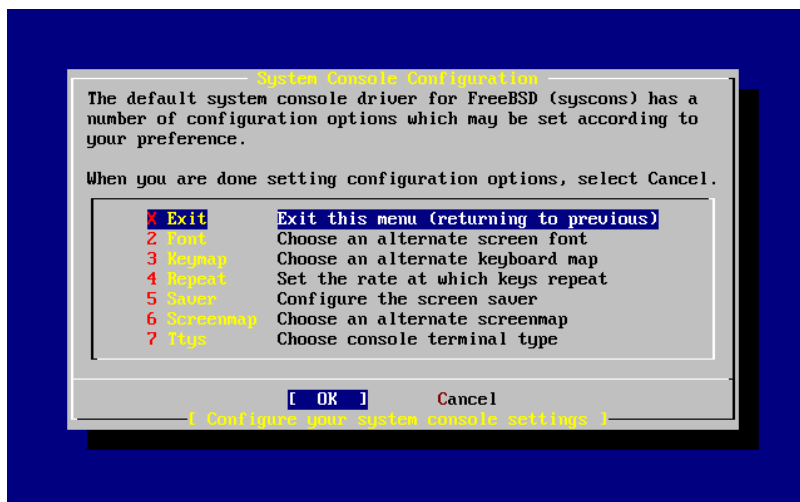 System Console Configuration
The default system console driver for FreeBSD (syscons) has a
number of configuration options which may be set according to
your preference.
When you are done setting configuration options, select Cancel.
X Exit Exit this menu (returning to previous)
2 Font Choose an alternate screen font
3 Keymap Choose an alternate keyboard map
4 Repeat Set the rate at which keys repeat
5 Saver Configure the screen saver
6 Screenmap Choose an alternate screenmap
7 Ttys Choose console terminal type
[ OK ] Cancel
[ Configure your system console settings ]